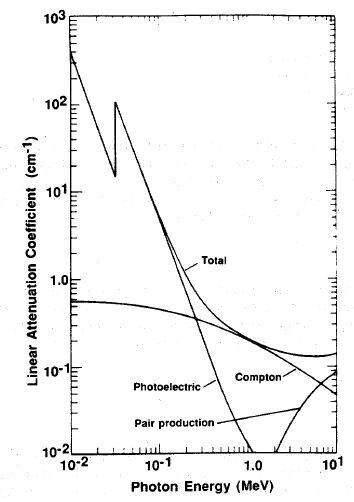 10³
10²
10¹
1.0
10⁻¹
10⁻²
Linear Attenuation Coefficient (cm⁻¹)
Total
Compton
Photoelectric
Pair production
10⁻² 10⁻¹ 1.0 10¹
Photon Energy (MeV)